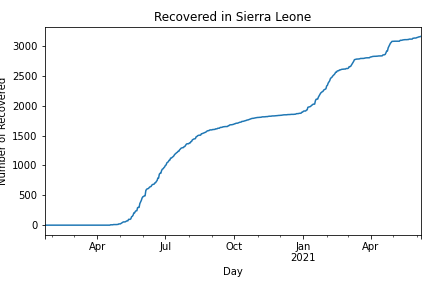 Recovered in Sierra Leone
Number of Recovered
3000
2500
2000
1500
1000
500
0
Apr
Jul
Oct
Jan
2021
Apr
Day